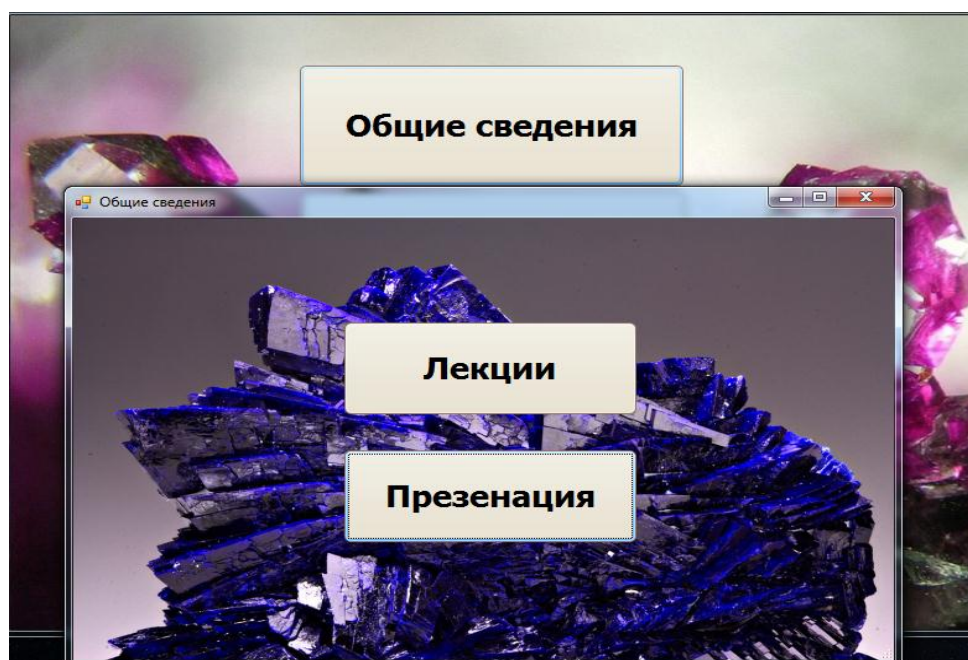 Общие сведения
Общие сведения
Лекции
Презенация